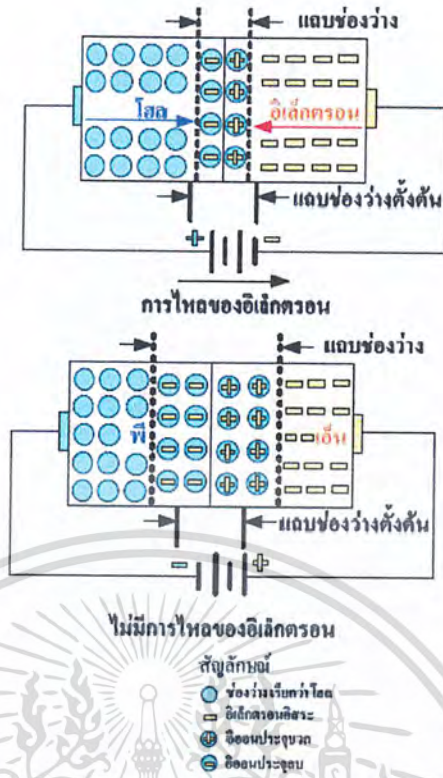 แถบช่องว่าง
โฮล อิเล็กตรอน
แถบช่องว่างตั้งต้น
+ −
การไหลของอิเล็กตรอน
แถบช่องว่าง
พี เอ็น
แถบช่องว่างตั้งต้น
− +
ไม่มีการไหลของอิเล็กตรอน
สัญลักษณ์
ช่องว่างเรียกว่าโฮล
อิเล็กตรอนอิสระ
อิออนประจุบวก
อิออนประจุลบ